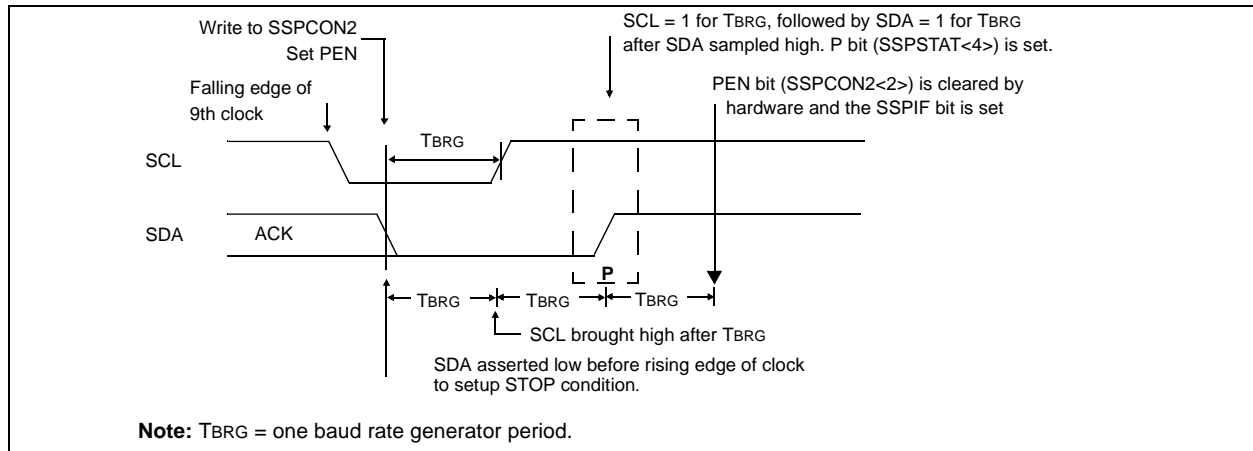 Write to SSPCON2
Set PEN
SCL = 1 for TBRG, followed by SDA = 1 for TBRG
after SDA sampled high. P bit (SSPSTAT<4>) is set.
Falling edge of
9th clock
PEN bit (SSPCON2<2>) is cleared by
hardware and the SSPIF bit is set
TBRG
SCL
SDA
ACK
P
TBRG
TBRG
TBRG
SCL brought high after TBRG
SDA asserted low before rising edge of clock
to setup STOP condition.
Note: TBRG = one baud rate generator period.